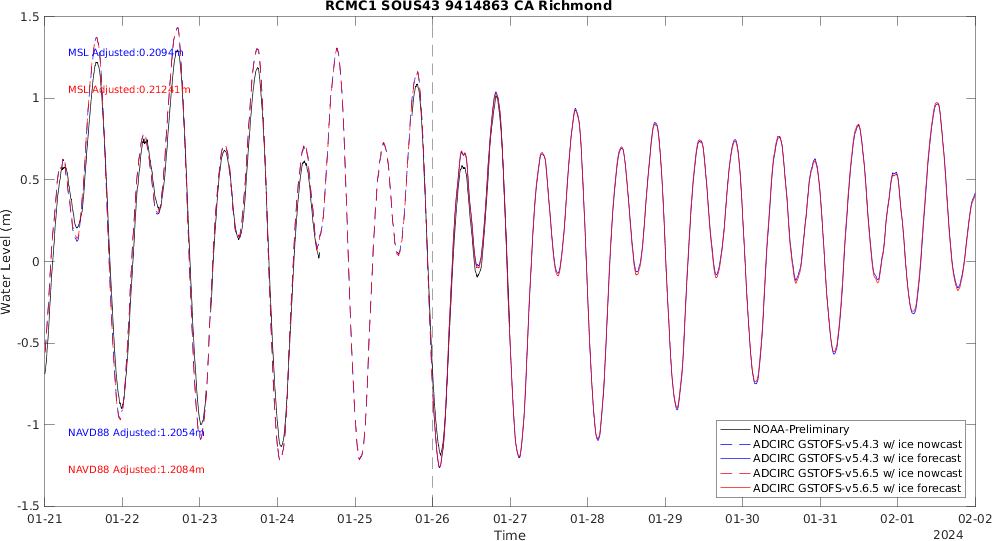 RCMC1 SOUS43 9414863 CA Richmond
1.5
MSL Adjusted:0.2094m
MSL Adjusted:0.21241m
1
0.5
0
-0.5
-1
-1.5
Water Level (m)
NAVD88 Adjusted:1.2054m
NAVD88 Adjusted:1.2084m
NOAA-Preliminary
ADCIRC GSTOFS-v5.4.3 w/ ice nowcast
ADCIRC GSTOFS-v5.4.3 w/ ice forecast
ADCIRC GSTOFS-v5.6.5 w/ ice nowcast
ADCIRC GSTOFS-v5.6.5 w/ ice forecast
01-21 01-22 01-23 01-24 01-25 01-26 01-27 01-28 01-29 01-30 01-31 02-01 02-02
Time
2024